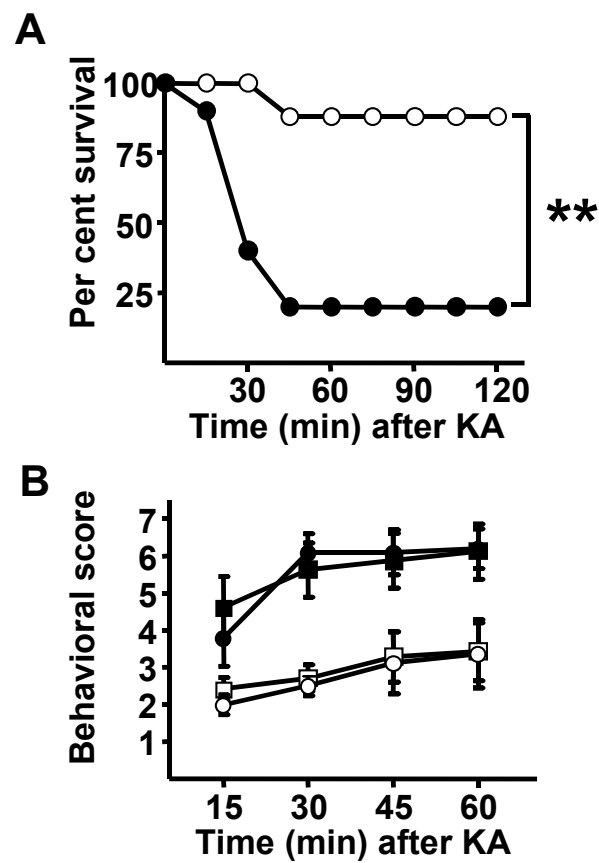 A
Per cent survival
100
75
50
25
**
30 60 90 120
Time (min) after KA
B
Behavioral score
7
6
5
4
3
2
1
15 30 45 60
Time (min) after KA